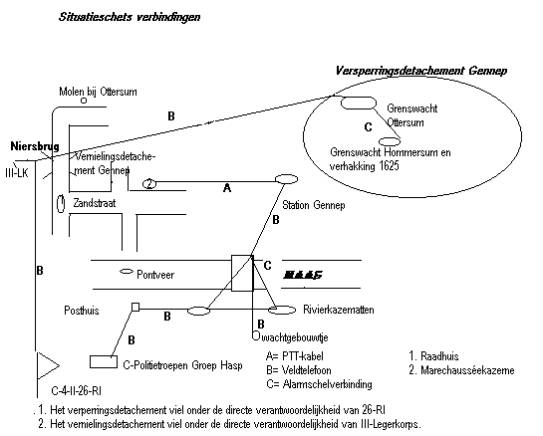 Situatieschets verbindingen
Versperringsdetachement Gennep
Molen bij Ottersum
B
Grenswacht
Ottersum
C
Niersbrug
Vernielingsdetache-
ment Gennep
Grenswacht Hommersum en
verhakking 1625
III-LK
2
A
1
Zandstraat
Station Gennep
B
B
C
MAAS
Pontveer
Posthuis
B
Rivierkazematten
B
B
wachtgebouwtje
C-Politietroepen Groep Hasp
A= PTT-kabel
B= Veldtelefoon
C= Alarmschelverbinding
1. Raadhuis
2. Marechausséekazerne
C-4-II-26-RI
1. Het verperringsdetachement viel onder de directe verantwoordelijkheid van 26-RI
2. Het vernielingsdetachement viel onder de directe verantwoordelijkheid van III-Legerkorps.